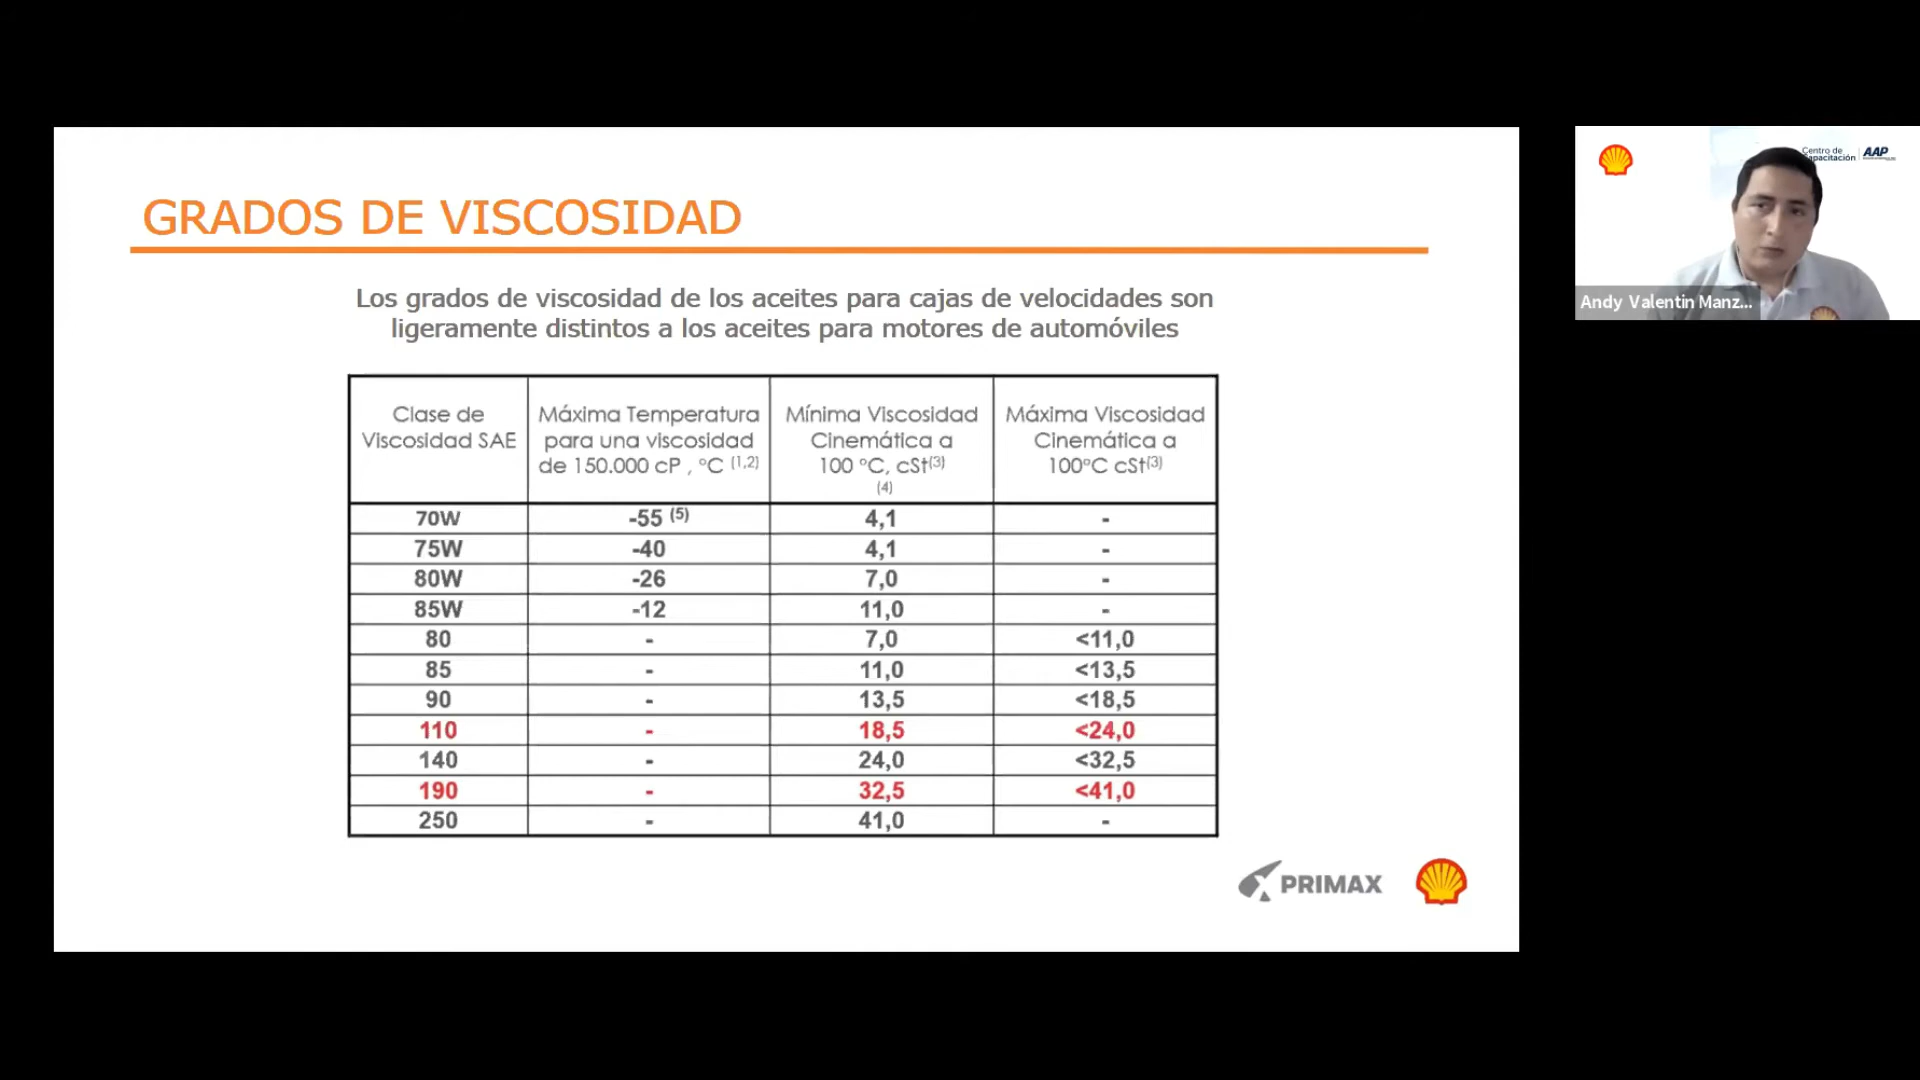 GRADOS DE VISCOSIDAD
Los grados de viscosidad de los aceites para cajas de velocidades son
ligeramente distintos a los aceites para motores de automóviles
Clase de
Viscosidad SAE
Máxima Temperatura
para una viscosidad
de 150.000 cP , °C (1,2)
Mínima Viscosidad
Cinemática a
100 °C, cSt(3)
(4)
Máxima Viscosidad
Cinemática a
100°C cSt(3)
70W -55 (5) 4,1 -
75W -40 4,1 -
80W -26 7,0 -
85W -12 11,0 -
80 - 7,0 <11,0
85 - 11,0 <13,5
90 - 13,5 <18,5
110 - 18,5 <24,0
140 - 24,0 <32,5
190 - 32,5 <41,0
250 - 41,0 -
PRIMAX
Centro de
apacitación
AAP
Andy Valentin Manz...